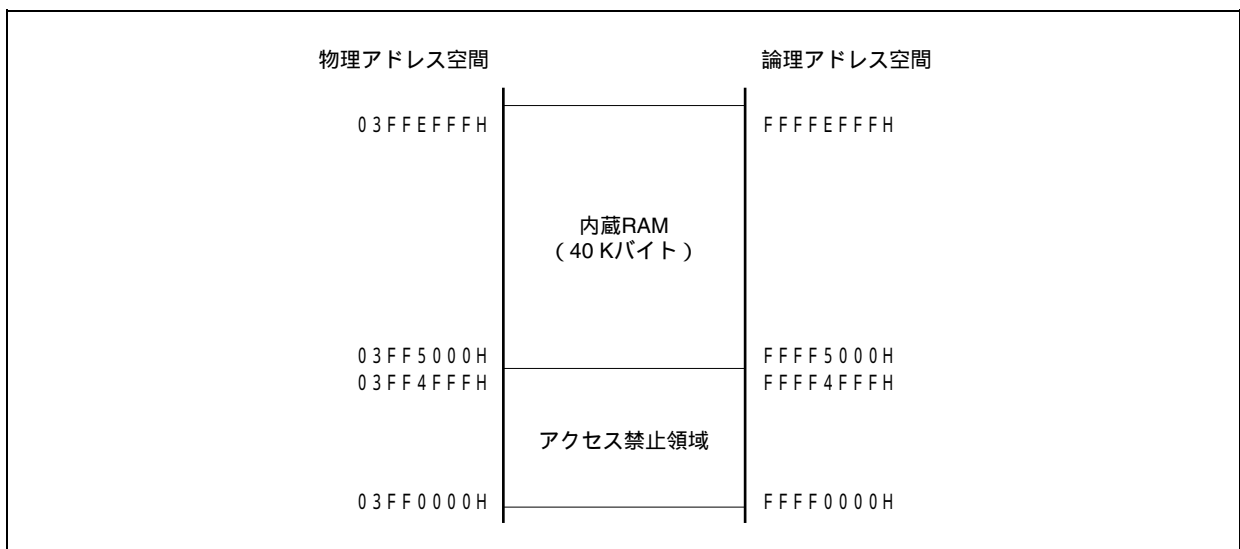 物理アドレス空間 論理アドレス空間
03FFEFFFH FFFFEFFFH
内蔵RAM
(40 Kバイト)
03FF5000H FFFF5000H
03FF4FFFH FFFF4FFFH
アクセス禁止領域
03FF0000H FFFF0000H